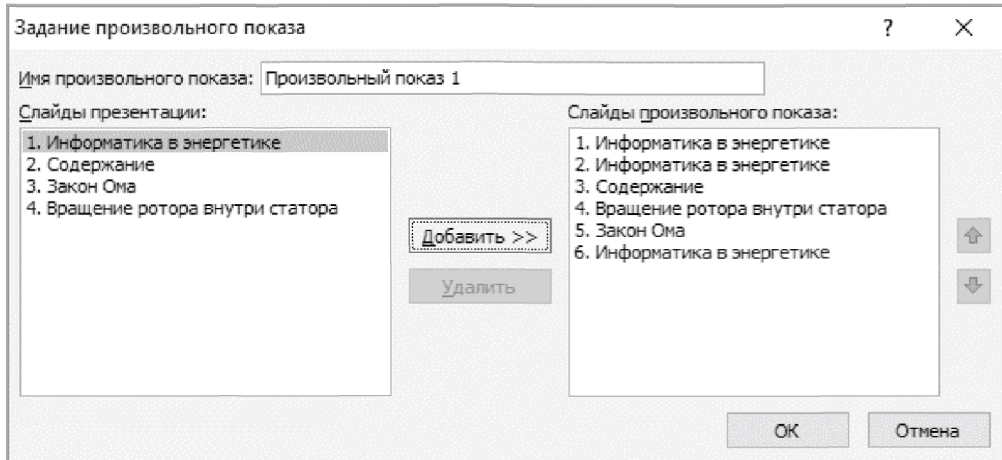 Задание произвольного показа
?
Имя произвольного показа: Произвольный показ 1
Слайды презентации:
1. Информатика в энергетике
2. Содержание
3. Закон Ома
4. Вращение ротора внутри статора
Добавить >>
Удалить
Слайды произвольного показа:
1. Информатика в энергетике
2. Информатика в энергетике
3. Содержание
4. Вращение ротора внутри статора
5. Закон Ома
6. Информатика в энергетике
ОК
Отмена